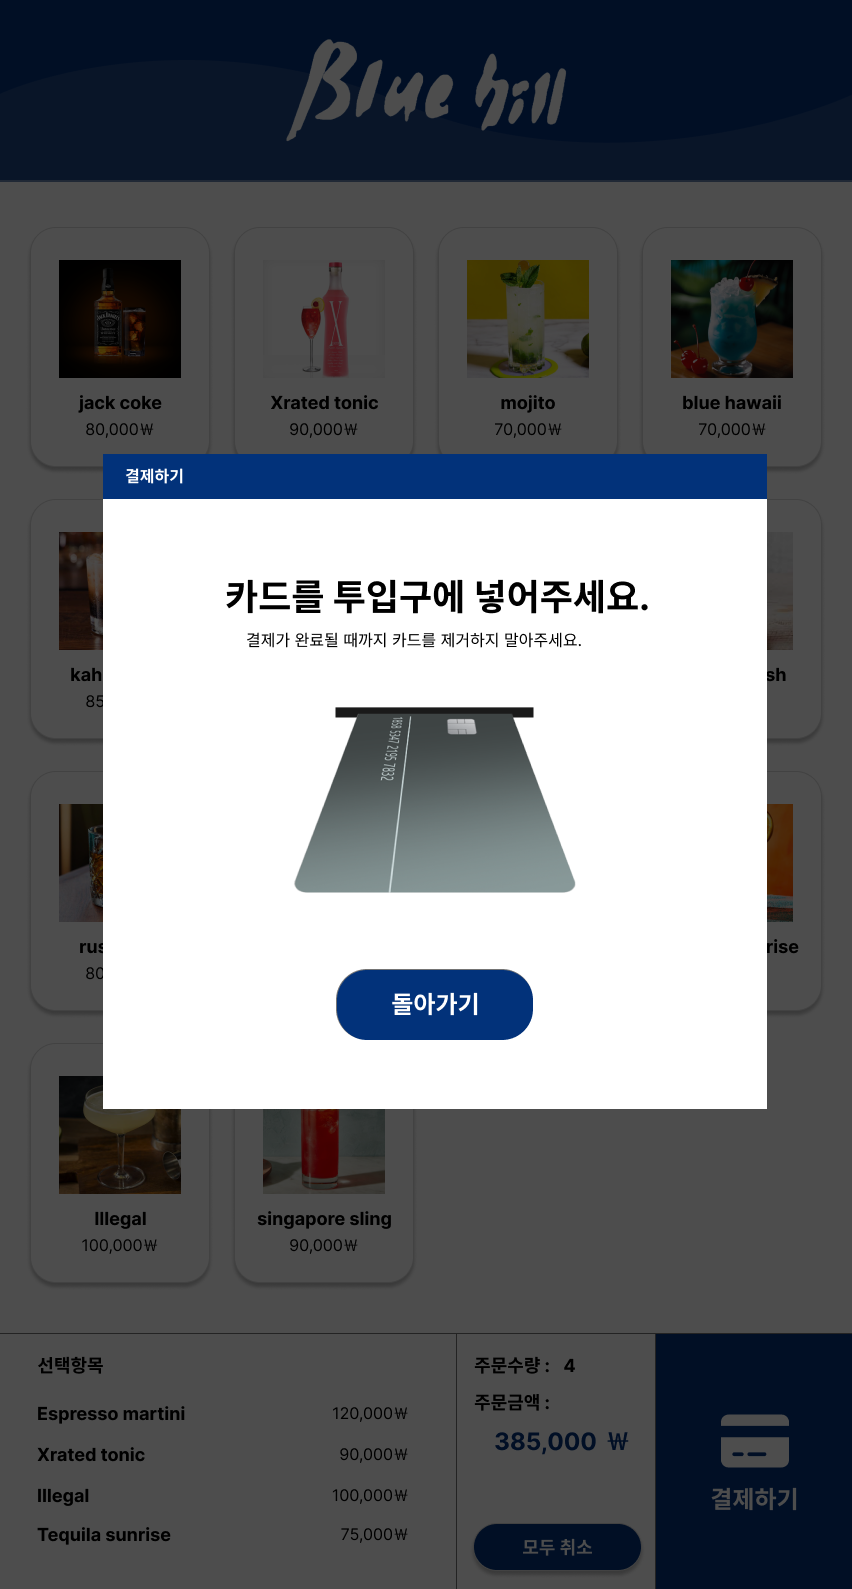 Blue hill
jack coke
80,000₩
Xrated tonic
90,000₩
mojito
70,000₩
blue hawaii
70,000₩
결제하기
카드를 투입구에 넣어주세요.
결제가 완료될 때까지 카드를 제거하지 말아주세요.
1858 5347 2195 7832
돌아가기
kah
85
sh
rus
80
rise
Illegal
100,000₩
singapore sling
90,000₩
선택항목
Espresso martini 120,000₩
Xrated tonic 90,000₩
Illegal 100,000₩
Tequila sunrise 75,000₩
주문수량 : 4
주문금액 :
385,000 ₩
모두 취소
결제하기